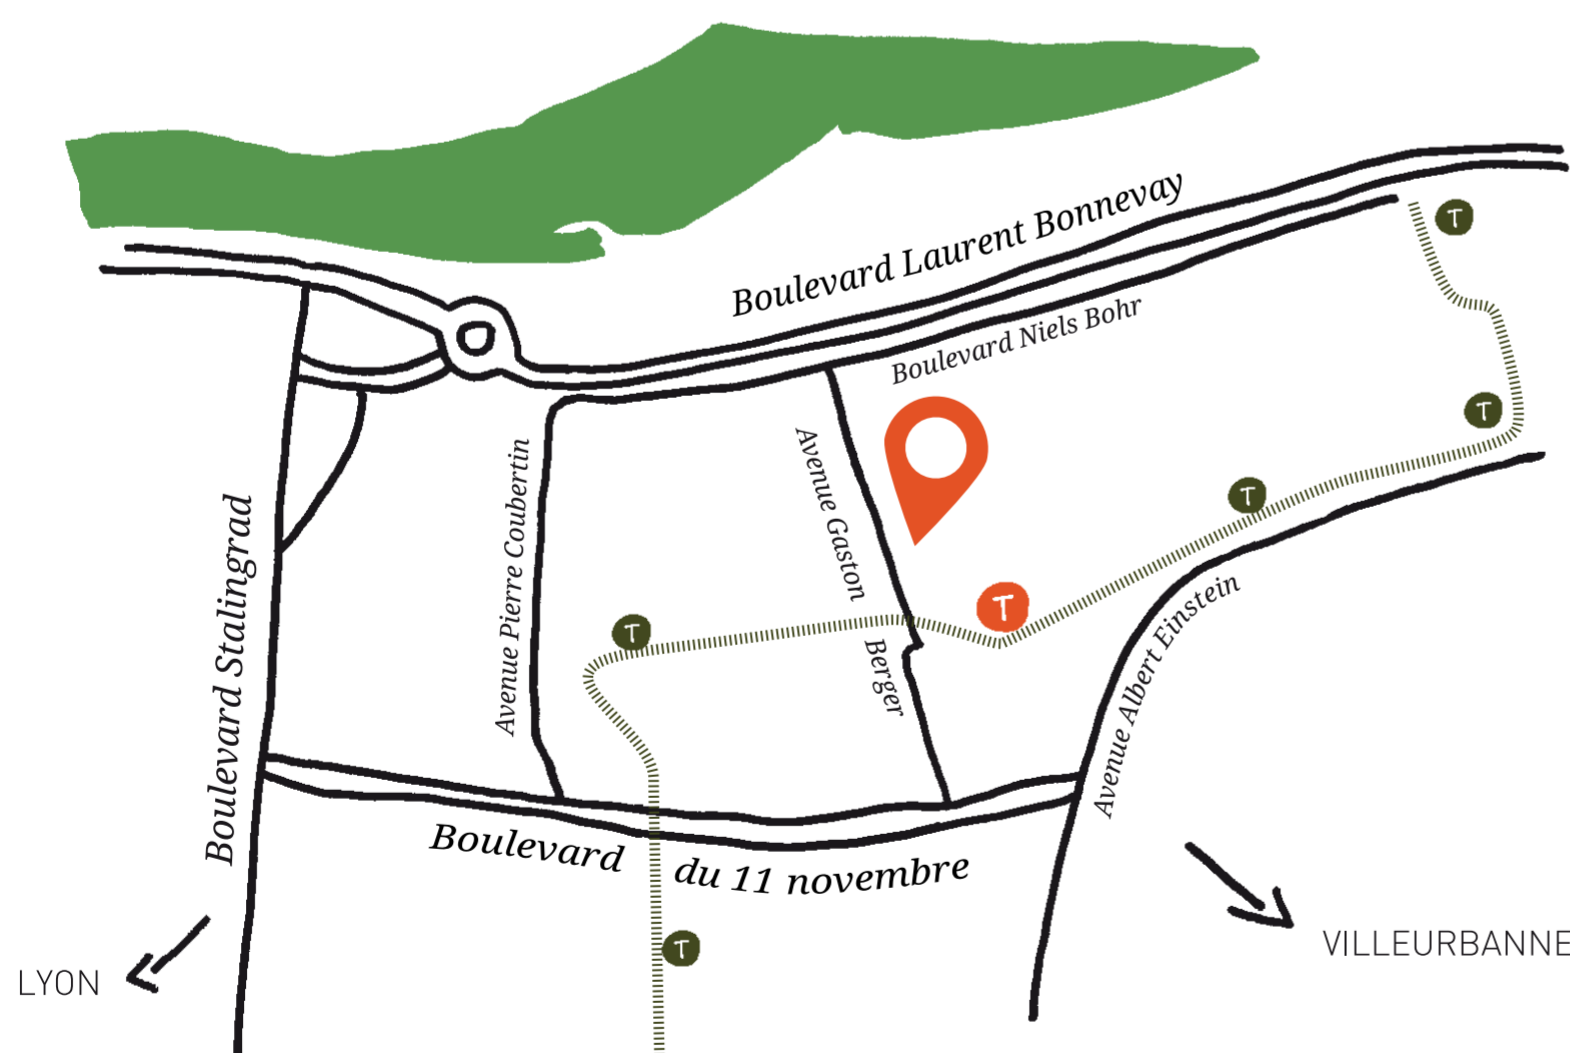 Boulevard Laurent Bonnevay
T
Boulevard Niels Bohr
T
Avenue Gaston
Berger
Avenue Pierre Coubertin
Boulevard Stalingrad
T
T
T
Avenue Albert Einstein
Boulevard du 11 novembre
T
LYON
VILLEURBANNE